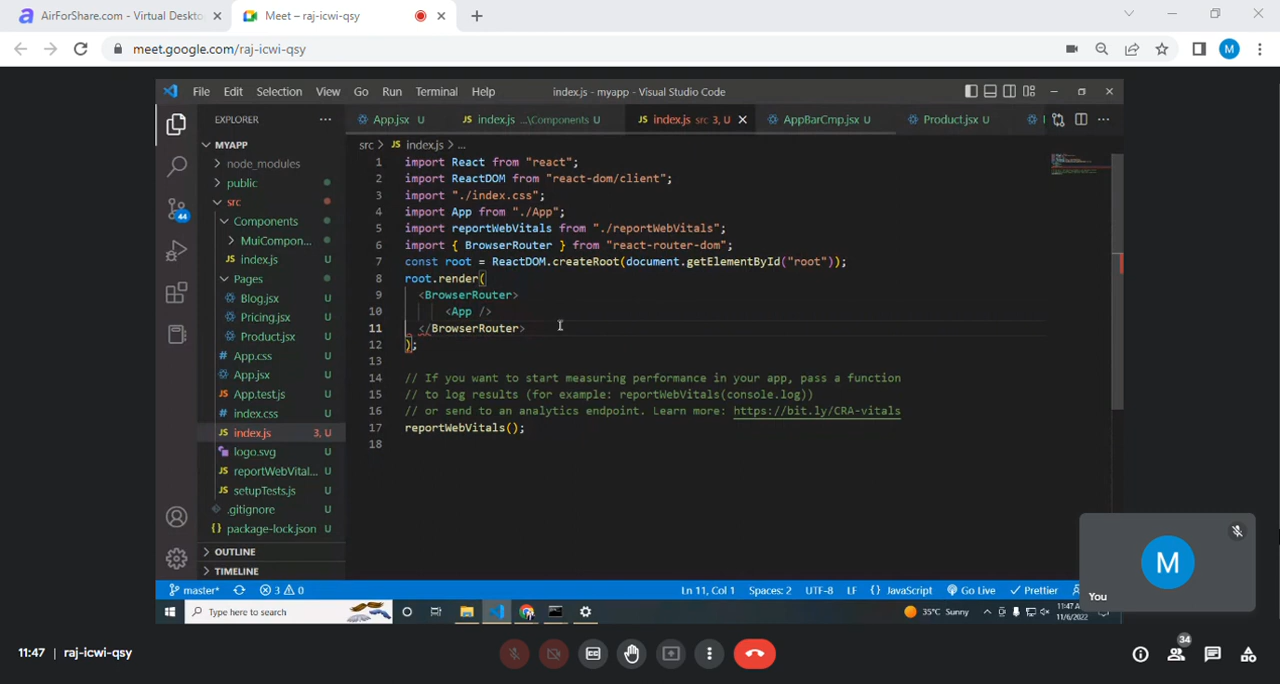 AirForShare.com - Virtual Deskto
Meet – raj-icwi-qsy
meet.google.com/raj-icwi-qsy
M
File Edit Selection View Go Run Terminal Help
index.js - myapp - Visual Studio Code
EXPLORER
App.jsx U
index.js ...\Components U
index.js src 3, U
AppBarCmp.jsx U
Product.jsx U
MYAPP
node_modules
public
src
Components
MuiCompon...
index.js U
Pages
Blog.jsx U
Pricing.jsx U
Product.jsx U
App.css U
App.jsx U
App.test.js U
index.css U
index.js 3, U
logo.svg U
reportWebVital... U
setupTests.js U
.gitignore U
package-lock.json U
OUTLINE
TIMELINE
44
src > JS index.js > ...
1 import React from "react";
2 import ReactDOM from "react-dom/client";
3 import "./index.css";
4 import App from "./App";
5 import reportWebVitals from "./reportWebVitals";
6 import { BrowserRouter } from "react-router-dom";
7 const root = ReactDOM.createRoot(document.getElementById("root"));
8 root.render(
9 <BrowserRouter>
10 <App />
11 </BrowserRouter>
12 );
13
14 // If you want to start measuring performance in your app, pass a function
15 // to log results (for example: reportWebVitals(console.log))
16 // or send to an analytics endpoint. Learn more: https://bit.ly/CRA-vitals
17 reportWebVitals();
18
M
You
master* 3 0 Ln 11, Col 1 Spaces: 2 UTF-8 LF {} JavaScript Go Live Prettier
Type here to search
35°C Sunny
11:47 AM
11/6/2022
11:47 | raj-icwi-qsy
34